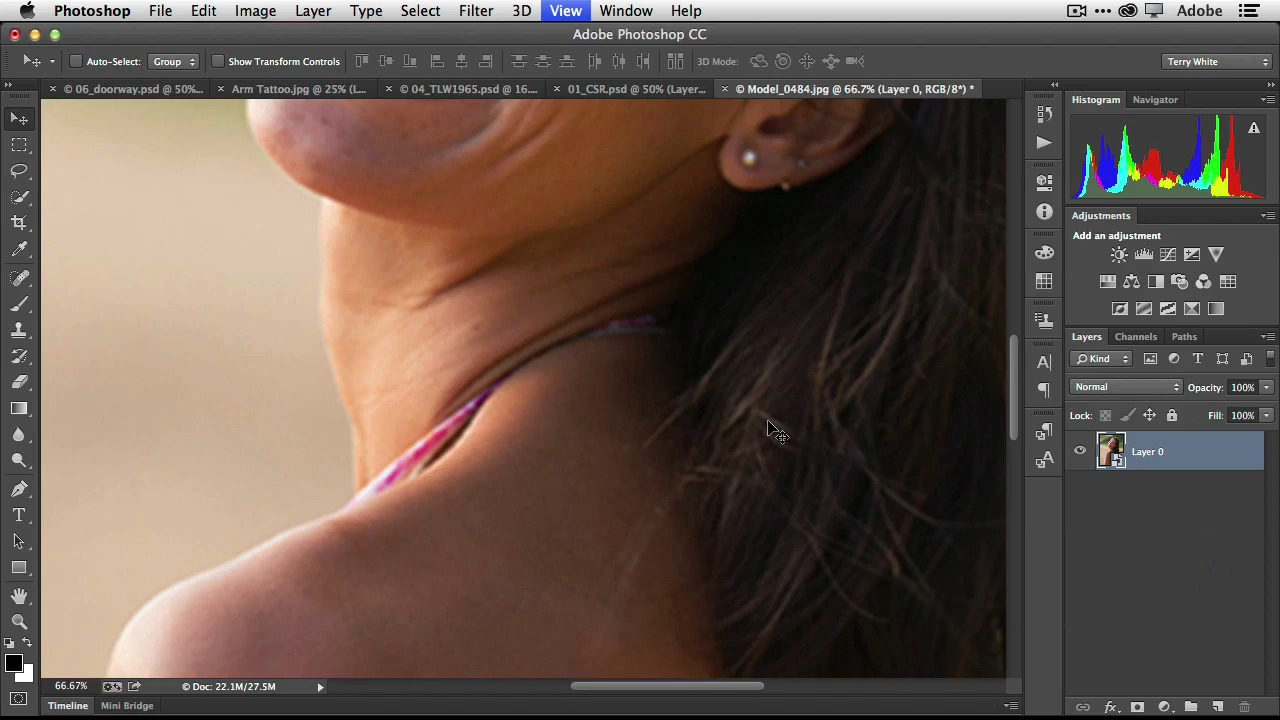 Photoshop File Edit Image Layer Type Select Filter 3D View Window Help Adobe
Adobe Photoshop CC
Auto-Select: Group Show Transform Controls 3D Mode: Terry White
× © 06_doorway.psd @ 50%... × Arm Tattoo.jpg @ 25% (L... × © 04_TLW1965.psd @ 16.... × 01_CSR.psd @ 50% (Layer... × © Model_0484.jpg @ 66.7% (Layer 0, RGB/8*) *
Histogram Navigator
Adjustments
Add an adjustment
Layers Channels Paths
Kind
Normal Opacity: 100%
Lock: Fill: 100%
Layer 0
66.67% © Doc: 22.1M/27.5M
Timeline Mini Bridge